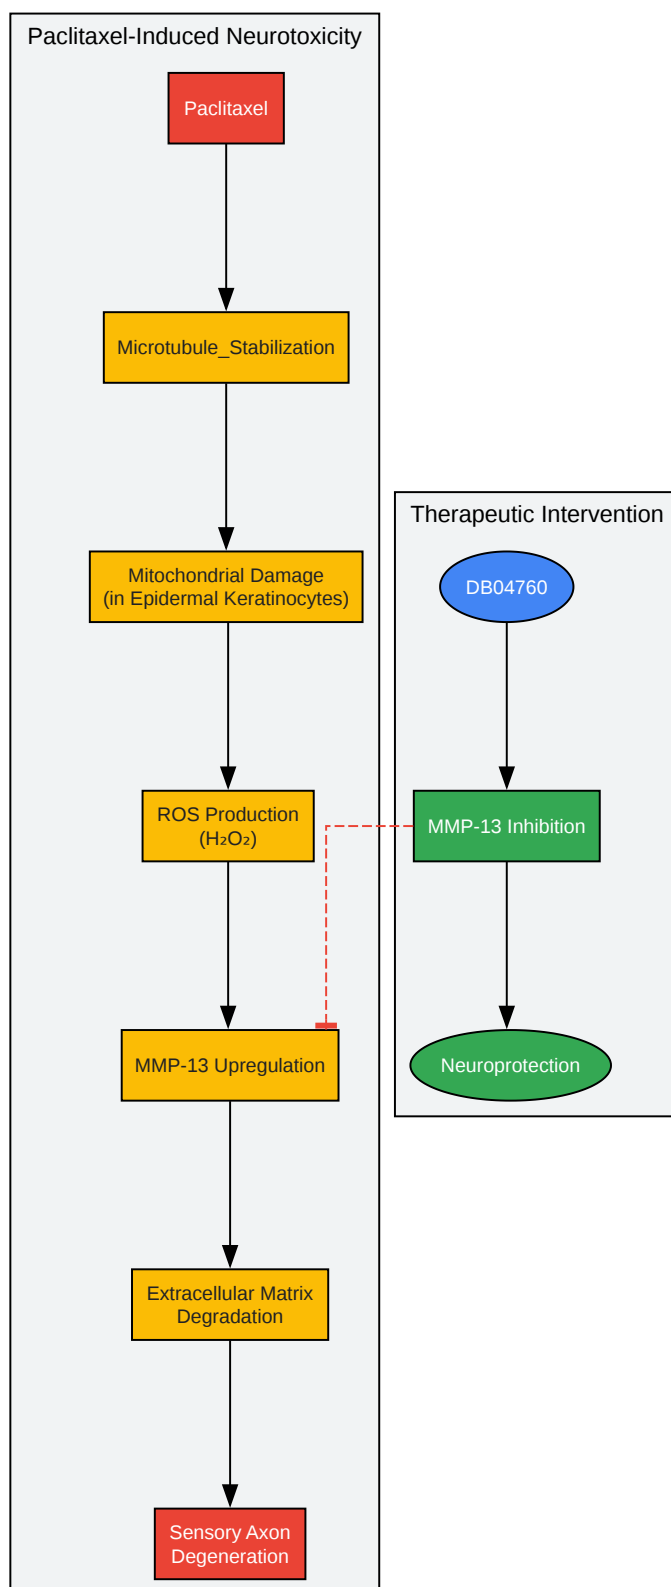 Paclitaxel-Induced Neurotoxicity
Paclitaxel
Microtubule_Stabilization
Mitochondrial Damage
(in Epidermal Keratinocytes)
ROS Production
(H₂O₂)
MMP-13 Upregulation
Extracellular Matrix
Degradation
Sensory Axon
Degeneration
Therapeutic Intervention
DB04760
MMP-13 Inhibition
Neuroprotection